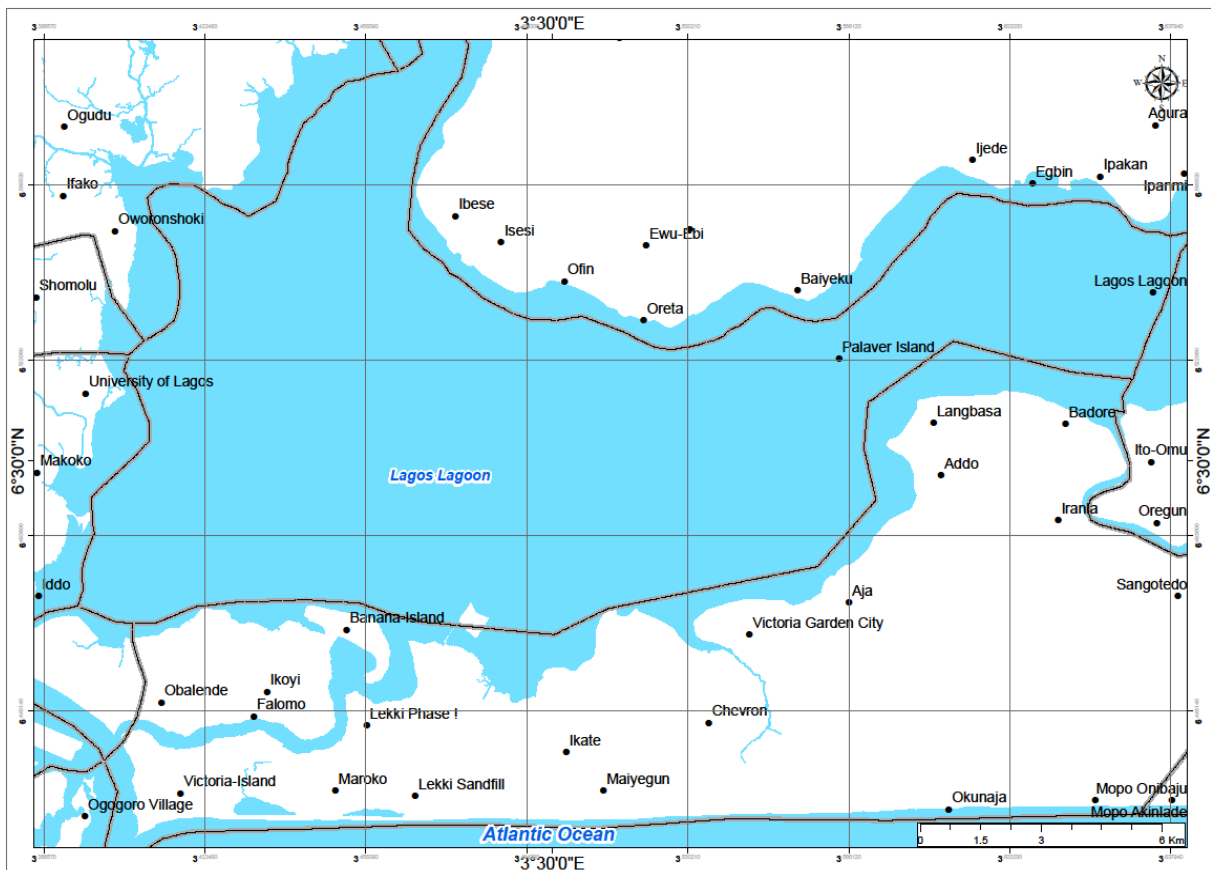 3°30'0"E
N
W E
Agura
Ogudu
Ijede
Egbin
Ipakan
Ifako
Ipanmi
Ibese
Oworonshoki
Isesi
Ewu-Ebi
Ofin
Baiyeku
Lagos Lagoon
Shomolu
Oreta
Palaver Island
University of Lagos
Langbasa
Badore
6°30'0"N
6°30'0"N
Ito-Omu
Makoko
Addo
Lagos Lagoon
Irania
Oregun
Iddo
Aja
Sangotedo
Banana-Island
Victoria Garden City
Obalende
Ikoyi
Falomo
Lekki Phase !
Chevron
Ikate
Victoria-Island
Maroko
Lekki Sandfill
Maiyegun
Okunaja
Mopo Onibaju
Ogogoro Village
Mopo Akinlade
Atlantic Ocean
0 1.5 3 6 Km
3°30'0"E